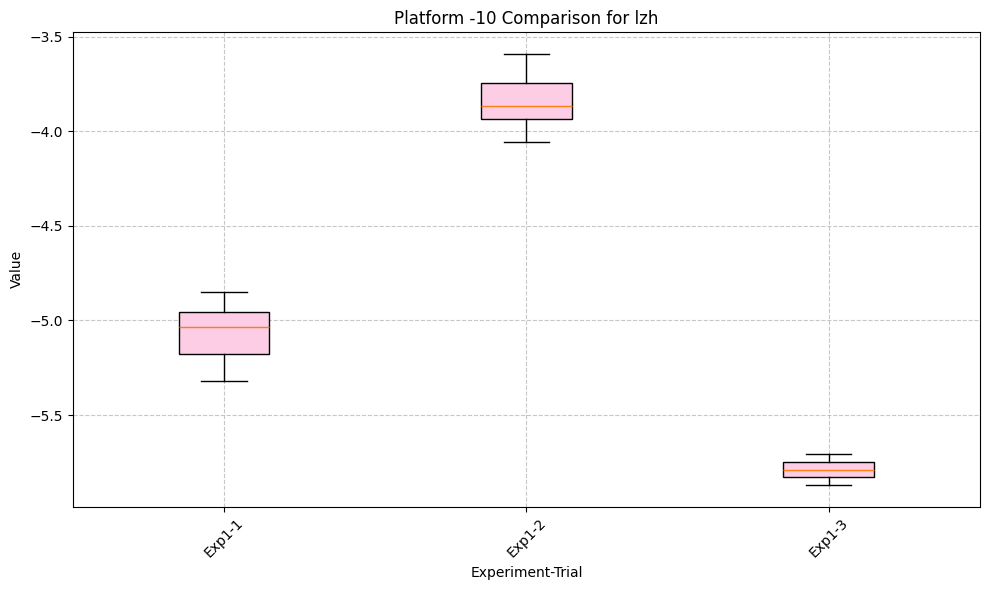 Platform -10 Comparison for lzh
Value
−3.5
−4.0
−4.5
−5.0
−5.5
Exp1-1
Exp1-2
Exp1-3
Experiment-Trial